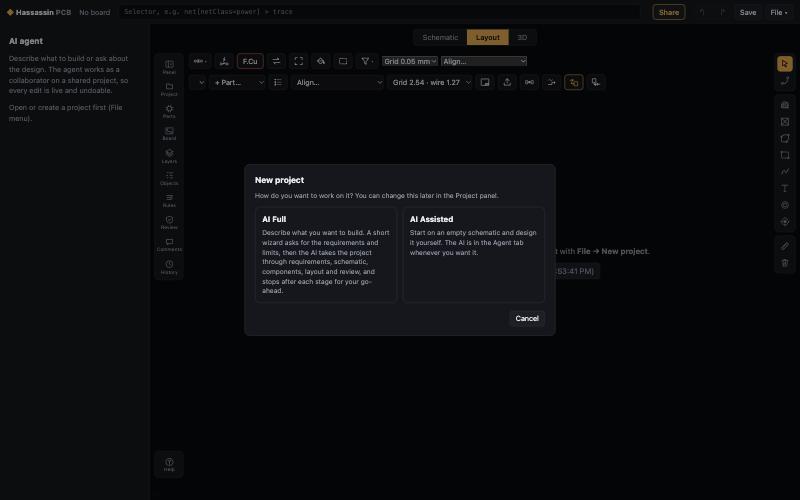 Hassassin PCB No board Selector, e.g. net[netClass=power] > trace Share Save File
Schematic Layout 3D
AI agent
Describe what to build or ask about
the design. The agent works as a
collaborator on a shared project, so
every edit is live and undoable.
Open or create a project first (File
menu).
F.Cu Grid 0.05 mm Align...
+ Part... Align... Grid 2.54 · wire 1.27
Panel
Project
Parts
Board
Layers
Objects
Rules
Review
Comments
History
Help
New project
How do you want to work on it? You can change this later in the Project panel.
AI Full
Describe what you want to build. A short
wizard asks for the requirements and
limits, then the AI takes the project
through requirements, schematic,
components, layout and review, and
stops after each stage for your go-
ahead.
AI Assisted
Start on an empty schematic and design
it yourself. The AI is in the Agent tab
whenever you want it.
Cancel
t with File → New project.
:53:41 PM)